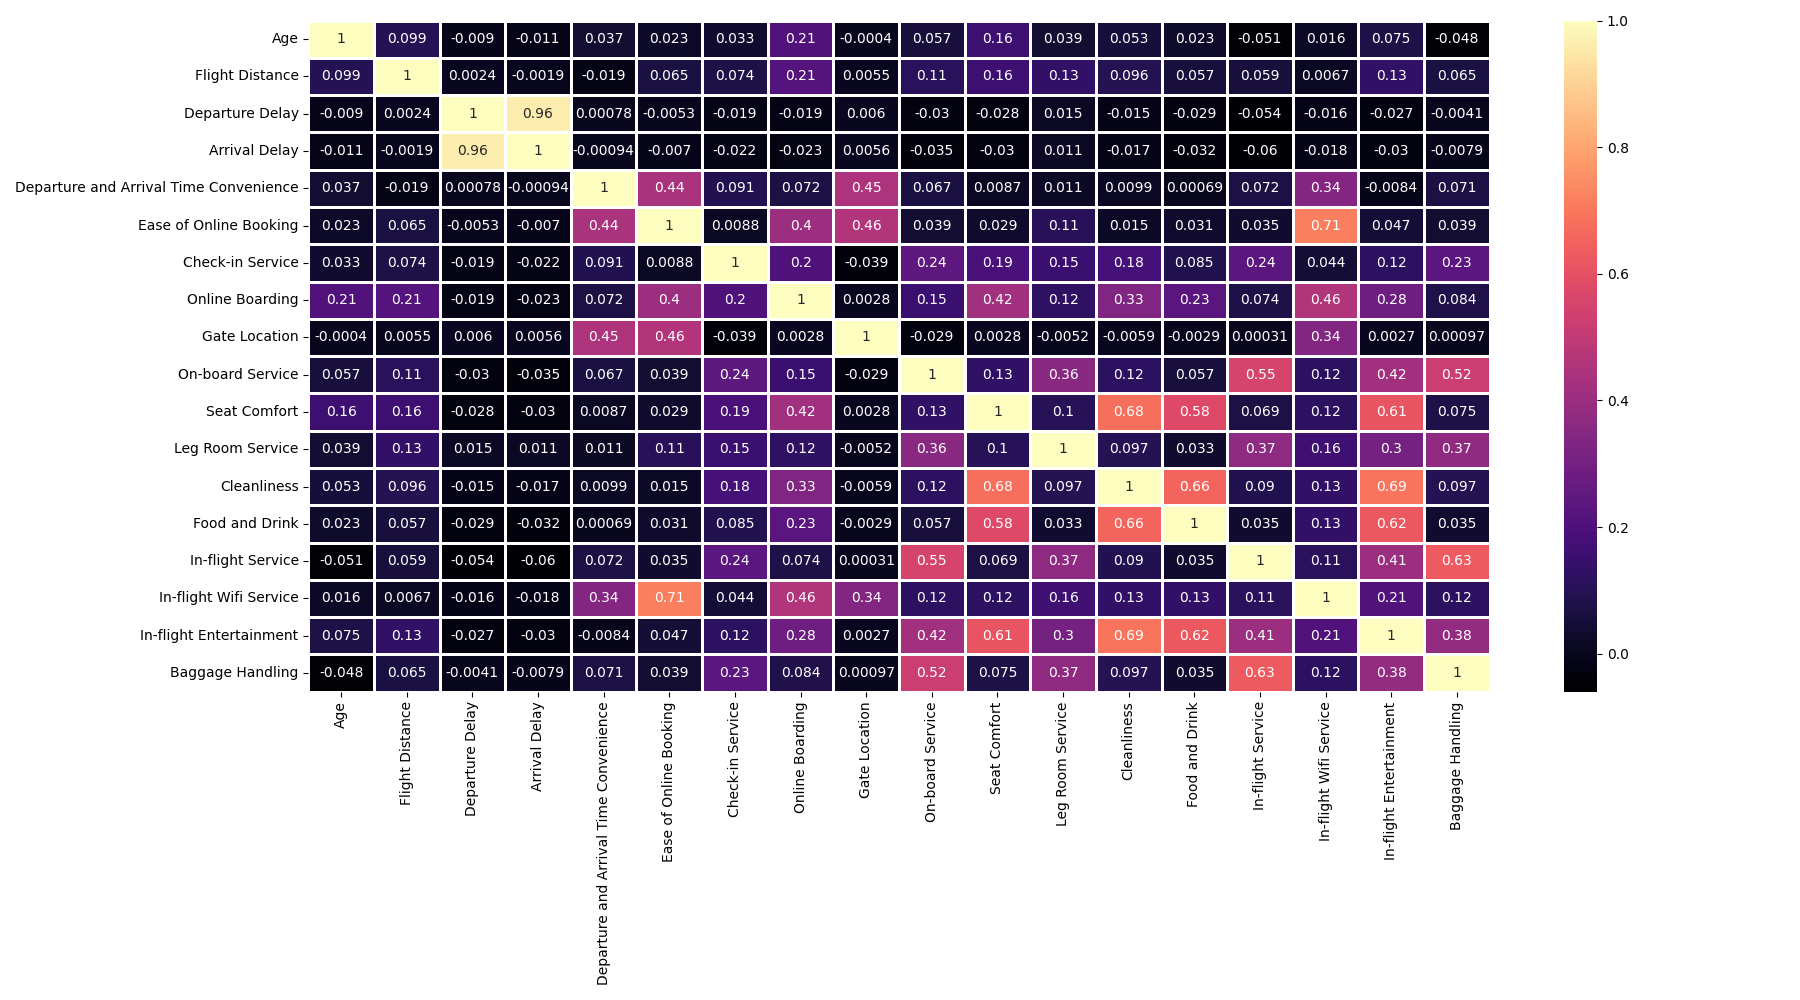 Age 1 0.099 -0.009 -0.011 0.037 0.023 0.033 0.21 -0.0004 0.057 0.16 0.039 0.053 0.023 -0.051 0.016 0.075 -0.048
Flight Distance 0.099 1 0.0024 -0.0019 -0.019 0.065 0.074 0.21 0.0055 0.11 0.16 0.13 0.096 0.057 0.059 0.0067 0.13 0.065
Departure Delay -0.009 0.0024 1 0.96 0.00078 -0.0053 -0.019 -0.019 0.006 -0.03 -0.028 0.015 -0.015 -0.029 -0.054 -0.016 -0.027 -0.0041
Arrival Delay -0.011 -0.0019 0.96 1 -0.00094 -0.007 -0.022 -0.023 0.0056 -0.035 -0.03 0.011 -0.017 -0.032 -0.06 -0.018 -0.03 -0.0079
Departure and Arrival Time Convenience 0.037 -0.019 0.00078 -0.00094 1 0.44 0.091 0.072 0.45 0.067 0.0087 0.011 0.0099 0.00069 0.072 0.34 -0.0084 0.071
Ease of Online Booking 0.023 0.065 -0.0053 -0.007 0.44 1 0.0088 0.4 0.46 0.039 0.029 0.11 0.015 0.031 0.035 0.71 0.047 0.039
Check-in Service 0.033 0.074 -0.019 -0.022 0.091 0.0088 1 0.2 -0.039 0.24 0.19 0.15 0.18 0.085 0.24 0.044 0.12 0.23
Online Boarding 0.21 0.21 -0.019 -0.023 0.072 0.4 0.2 1 0.0028 0.15 0.42 0.12 0.33 0.23 0.074 0.46 0.28 0.084
Gate Location -0.0004 0.0055 0.006 0.0056 0.45 0.46 -0.039 0.0028 1 -0.029 0.0028 -0.0052 -0.0059 -0.0029 0.00031 0.34 0.0027 0.00097
On-board Service 0.057 0.11 -0.03 -0.035 0.067 0.039 0.24 0.15 -0.029 1 0.13 0.36 0.12 0.057 0.55 0.12 0.42 0.52
Seat Comfort 0.16 0.16 -0.028 -0.03 0.0087 0.029 0.19 0.42 0.0028 0.13 1 0.1 0.68 0.58 0.069 0.12 0.61 0.075
Leg Room Service 0.039 0.13 0.015 0.011 0.011 0.11 0.15 0.12 -0.0052 0.36 0.1 1 0.097 0.033 0.37 0.16 0.3 0.37
Cleanliness 0.053 0.096 -0.015 -0.017 0.0099 0.015 0.18 0.33 -0.0059 0.12 0.68 0.097 1 0.66 0.09 0.13 0.69 0.097
Food and Drink 0.023 0.057 -0.029 -0.032 0.00069 0.031 0.085 0.23 -0.0029 0.057 0.58 0.033 0.66 1 0.035 0.13 0.62 0.035
In-flight Service -0.051 0.059 -0.054 -0.06 0.072 0.035 0.24 0.074 0.00031 0.55 0.069 0.37 0.09 0.035 1 0.11 0.41 0.63
In-flight Wifi Service 0.016 0.0067 -0.016 -0.018 0.34 0.71 0.044 0.46 0.34 0.12 0.12 0.16 0.13 0.13 0.11 1 0.21 0.12
In-flight Entertainment 0.075 0.13 -0.027 -0.03 -0.0084 0.047 0.12 0.28 0.0027 0.42 0.61 0.3 0.69 0.62 0.41 0.21 1 0.38
Baggage Handling -0.048 0.065 -0.0041 -0.0079 0.071 0.039 0.23 0.084 0.00097 0.52 0.075 0.37 0.097 0.035 0.63 0.12 0.38 1
Age
Flight Distance
Departure Delay
Arrival Delay
Departure and Arrival Time Convenience
Ease of Online Booking
Check-in Service
Online Boarding
Gate Location
On-board Service
Seat Comfort
Leg Room Service
Cleanliness
Food and Drink
In-flight Service
In-flight Wifi Service
In-flight Entertainment
Baggage Handling
1.0
0.8
0.6
0.4
0.2
0.0